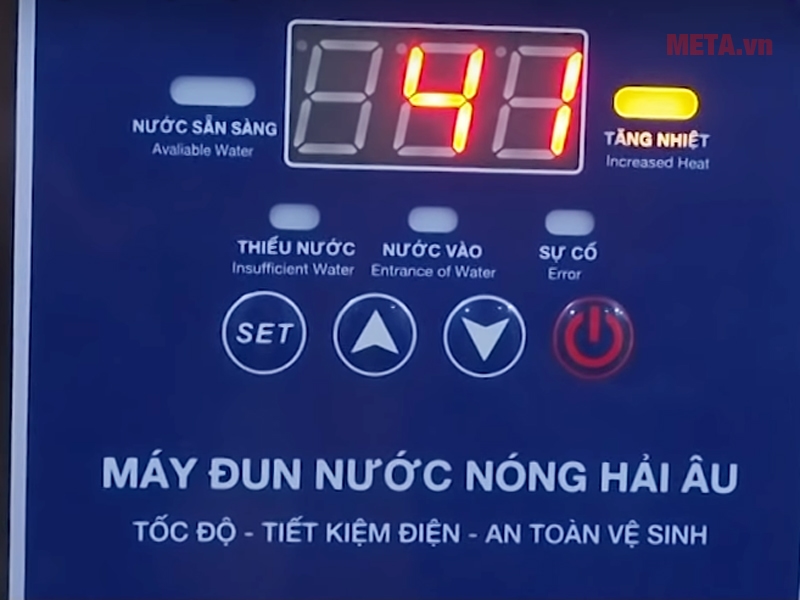 META.vn
41
NƯỚC SẴN SÀNG
Avaliable Water
TĂNG NHIỆT
Increased Heat
THIẾU NƯỚC
Insufficient Water
NƯỚC VÀO
Entrance of Water
SỰ CỐ
Error
SET
MÁY ĐUN NƯỚC NÓNG HẢI ÂU
TỐC ĐỘ - TIẾT KIỆM ĐIỆN - AN TOÀN VỆ SINH